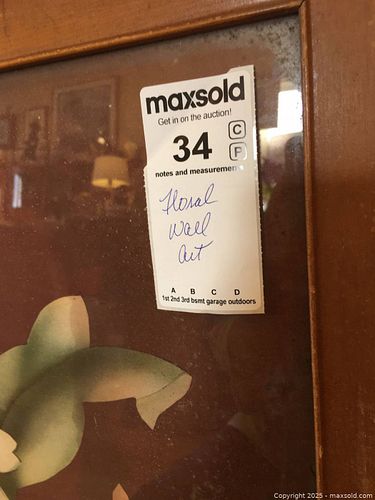 maxsold
Get in on the auction!
34
C
P
notes and measuremen
floral
wall
art
A B C D
1st 2nd 3rd bsmt garage outdoors
Copyright 2025 - maxsold.com